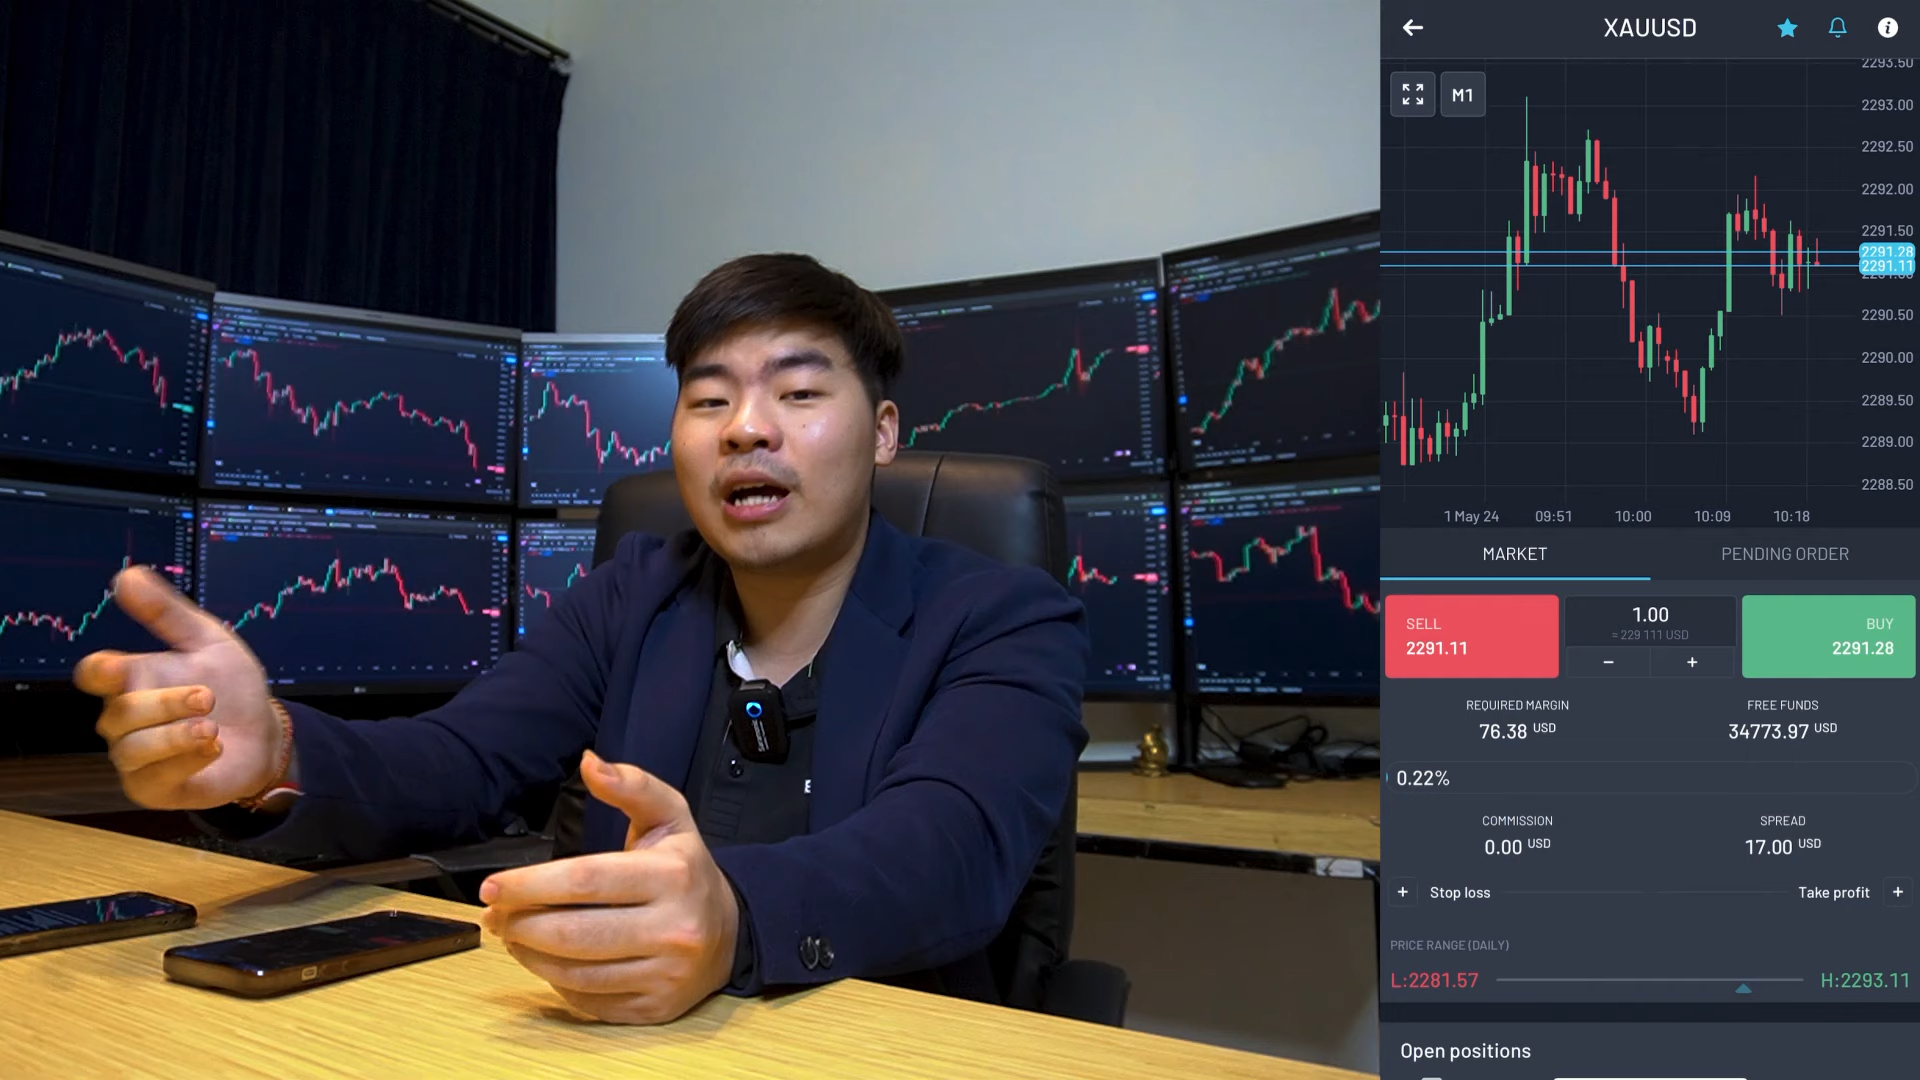 XAUUSD
M1
2293.50
2293.00
2292.50
2292.00
2291.50
2291.28
2291.11
2290.50
2290.00
2289.50
2289.00
2288.50
1 May 24 09:51 10:00 10:09 10:18
MARKET PENDING ORDER
SELL 1.00 BUY
≈ 229 111 USD
2291.11 2291.28
− +
REQUIRED MARGIN FREE FUNDS
76.38 USD 34773.97 USD
0.22%
COMMISSION SPREAD
0.00 USD 17.00 USD
+ Stop loss Take profit +
PRICE RANGE (DAILY)
L:2281.57 H:2293.11
Open positions